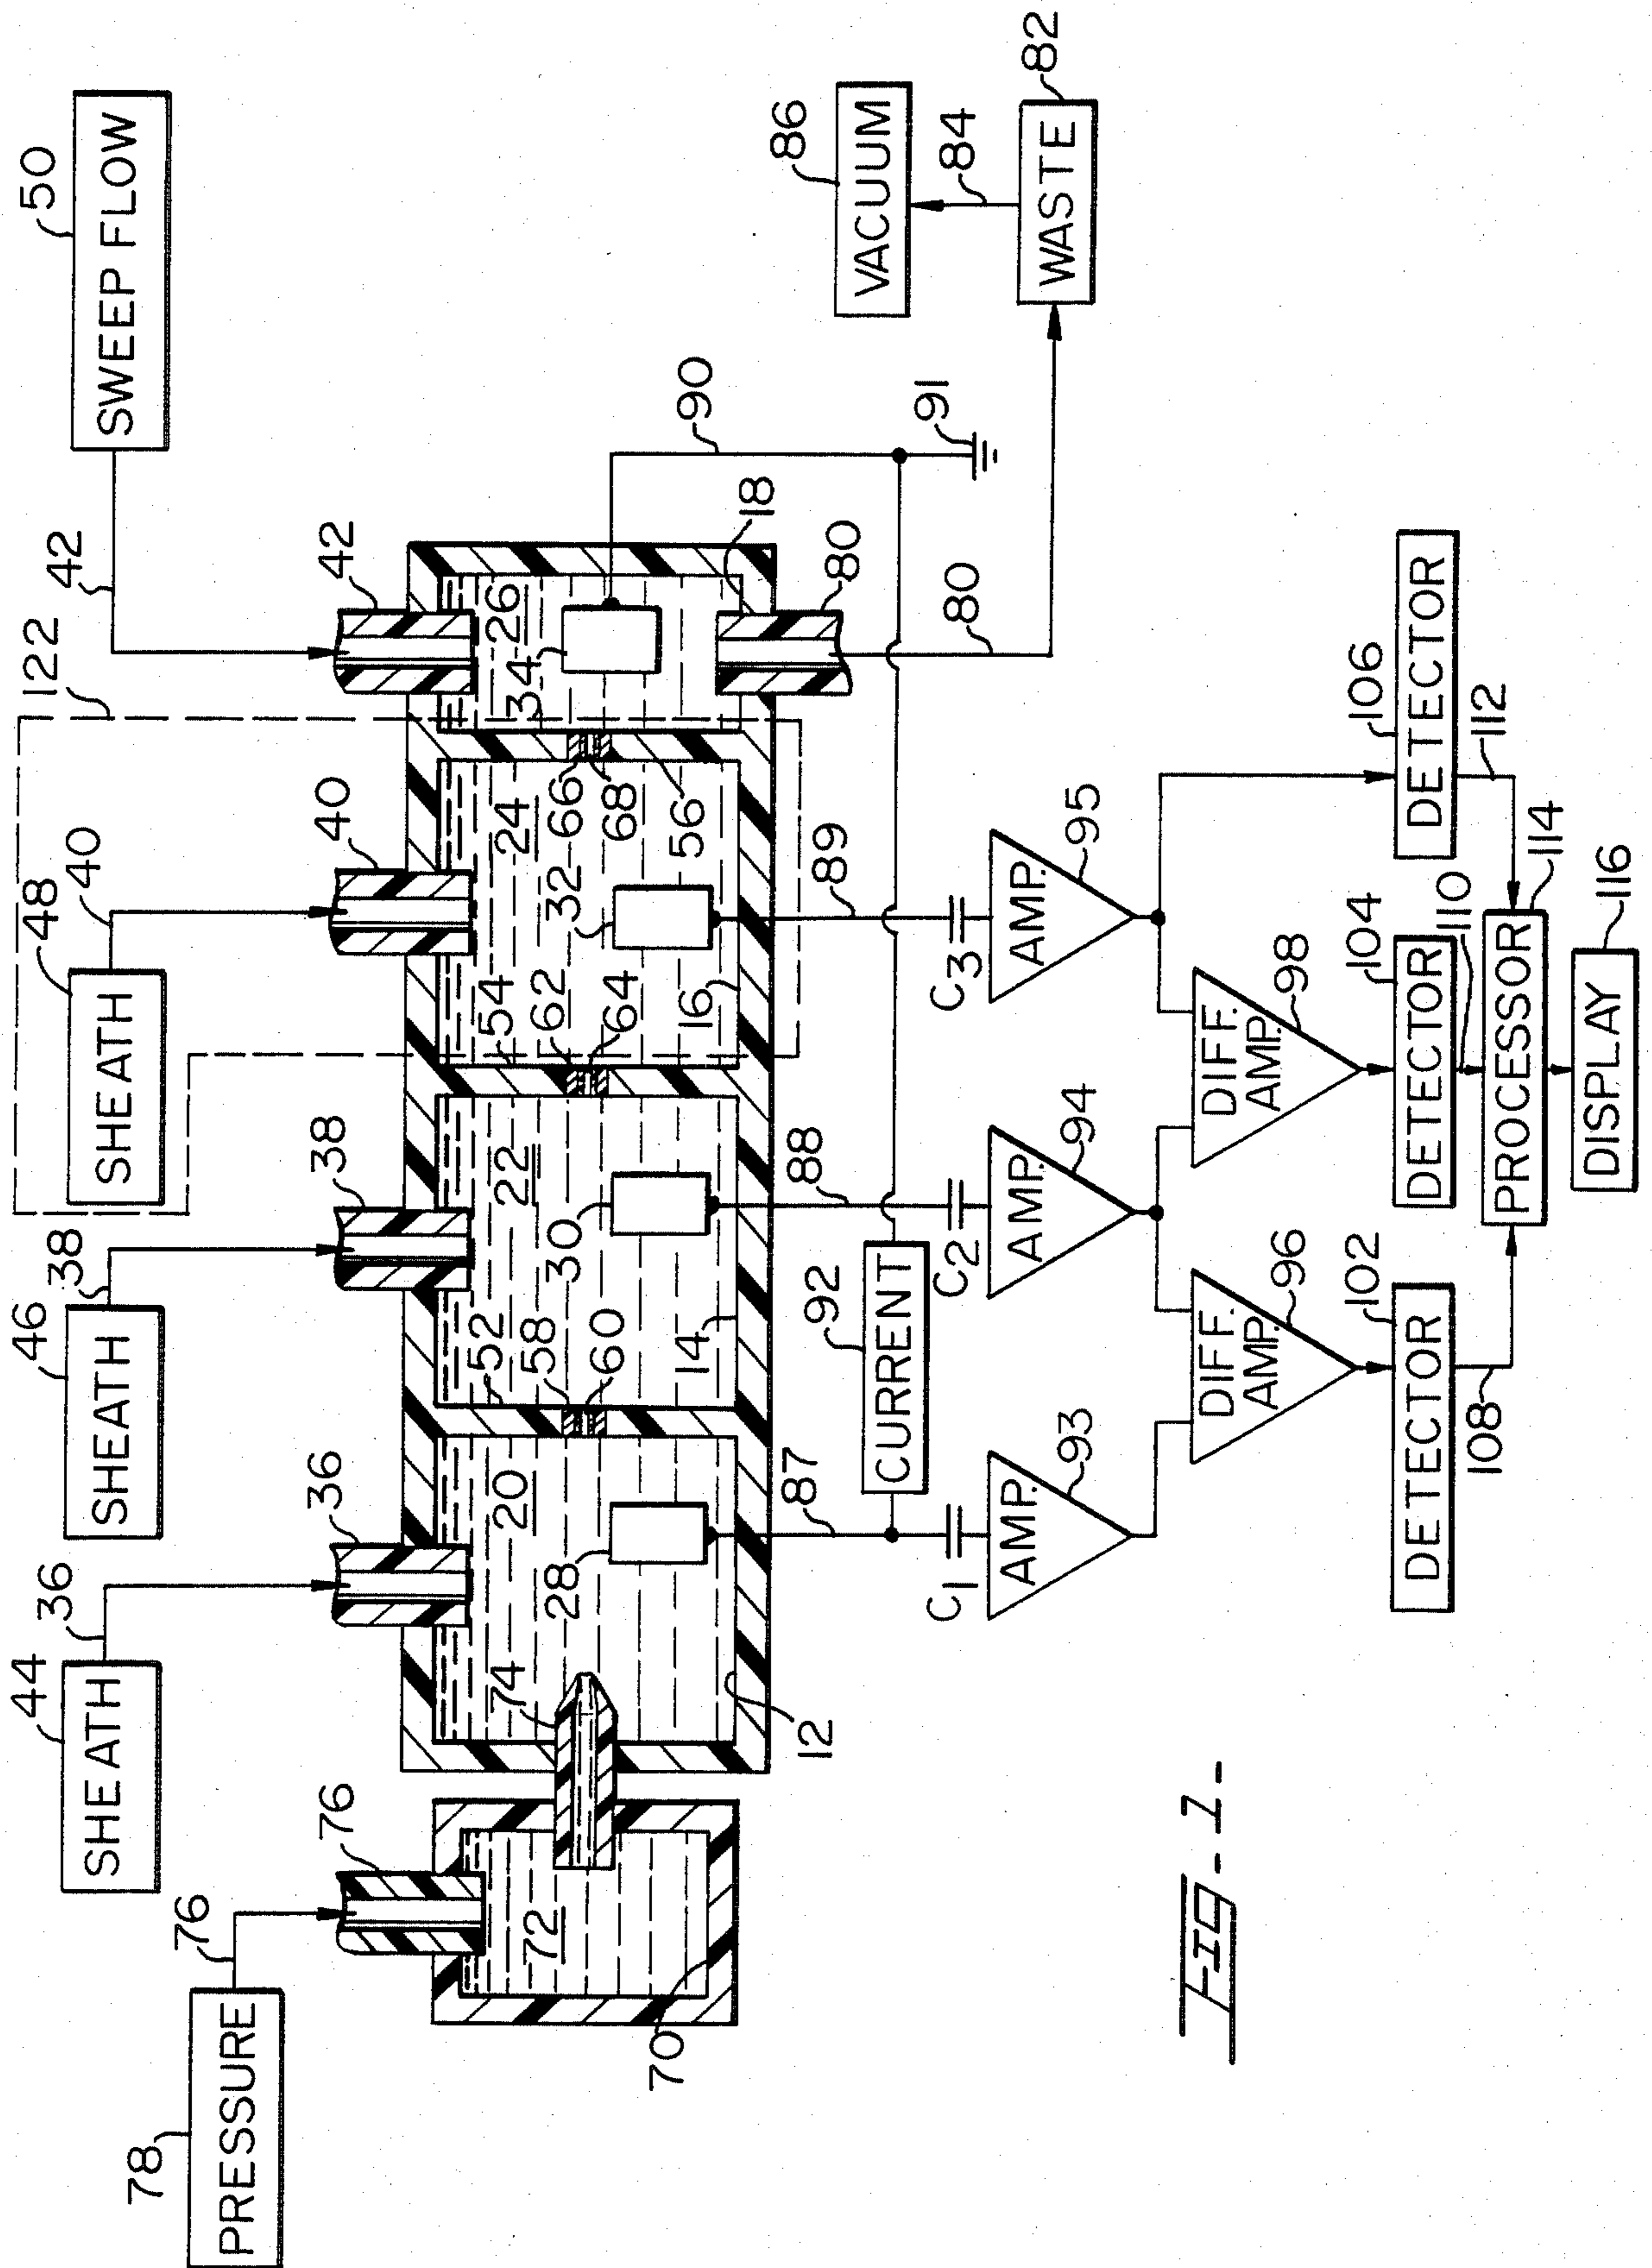 78
PRESSURE
76
76
72
70
44
SHEATH
36
36
74
20
28
12
46
SHEATH
38
38
52
58
60
22
30
14
48
SHEATH
40
40
122
54
62
64
24
32
16
66
68
56
50
SWEEP FLOW
42
42
26
34
18
80
80
90
91
86
VACUUM
84
82
WASTE
87
88
89
92
CURRENT
C1
C2
C3
AMP.
93
AMP.
94
AMP.
95
DIFF.
AMP.
96
DIFF.
AMP.
98
102
DETECTOR
104
DETECTOR
106
DETECTOR
108
110
112
PROCESSOR
114
DISPLAY
116
FIG-1-